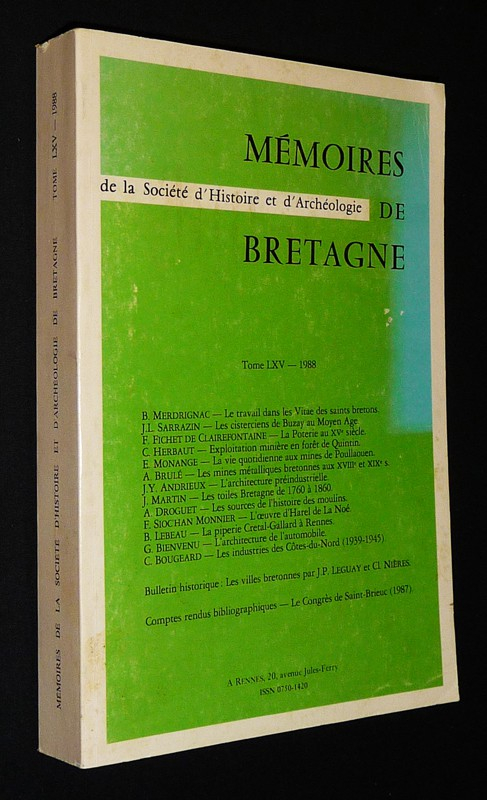 MÉMOIRES DE LA SOCIÉTÉ D'HISTOIRE ET D'ARCHÉOLOGIE DE BRETAGNE TOME LXV — 1988
MÉMOIRES
de la Société d'Histoire et d'Archéologie DE
BRETAGNE
Tome LXV — 1988
B. MERDRIGNAC — Le travail dans les Vitae des saints bretons.
J.L. SARRAZIN — Les cisterciens de Buzay au Moyen Age.
F. FICHET DE CLAIREFONTAINE — La Poterie au XVe siècle.
C. HERBAUT — Exploitation minière en forêt de Quintin.
E. MONANGE — La vie quotidienne aux mines de Poullaouen.
A. BRULÉ — Les mines métalliques bretonnes aux XVIIIe et XIXe s.
J.Y. ANDRIEUX — L'architecture préindustrielle.
J. MARTIN — Les toiles Bretagne de 1760 à 1860.
A. DROGUET — Les sources de l'histoire des moulins.
F. SIOC'HAN MONNIER — L'œuvre d'Harel de La Noé.
B. LEBEAU — La piperie Cretal-Gallard à Rennes.
G. BIENVENU — L'architecture de l'automobile.
C. BOUGEARD — Les industries des Côtes-du-Nord (1939-1945)
Bulletin historique : Les villes bretonnes par J.P. LEGUAY et Cl. NIÈRES.
Comptes rendus bibliographiques — Le Congrès de Saint-Brieuc (1987).
A RENNES, 20, avenue Jules-Ferry
ISSN 0750-1420